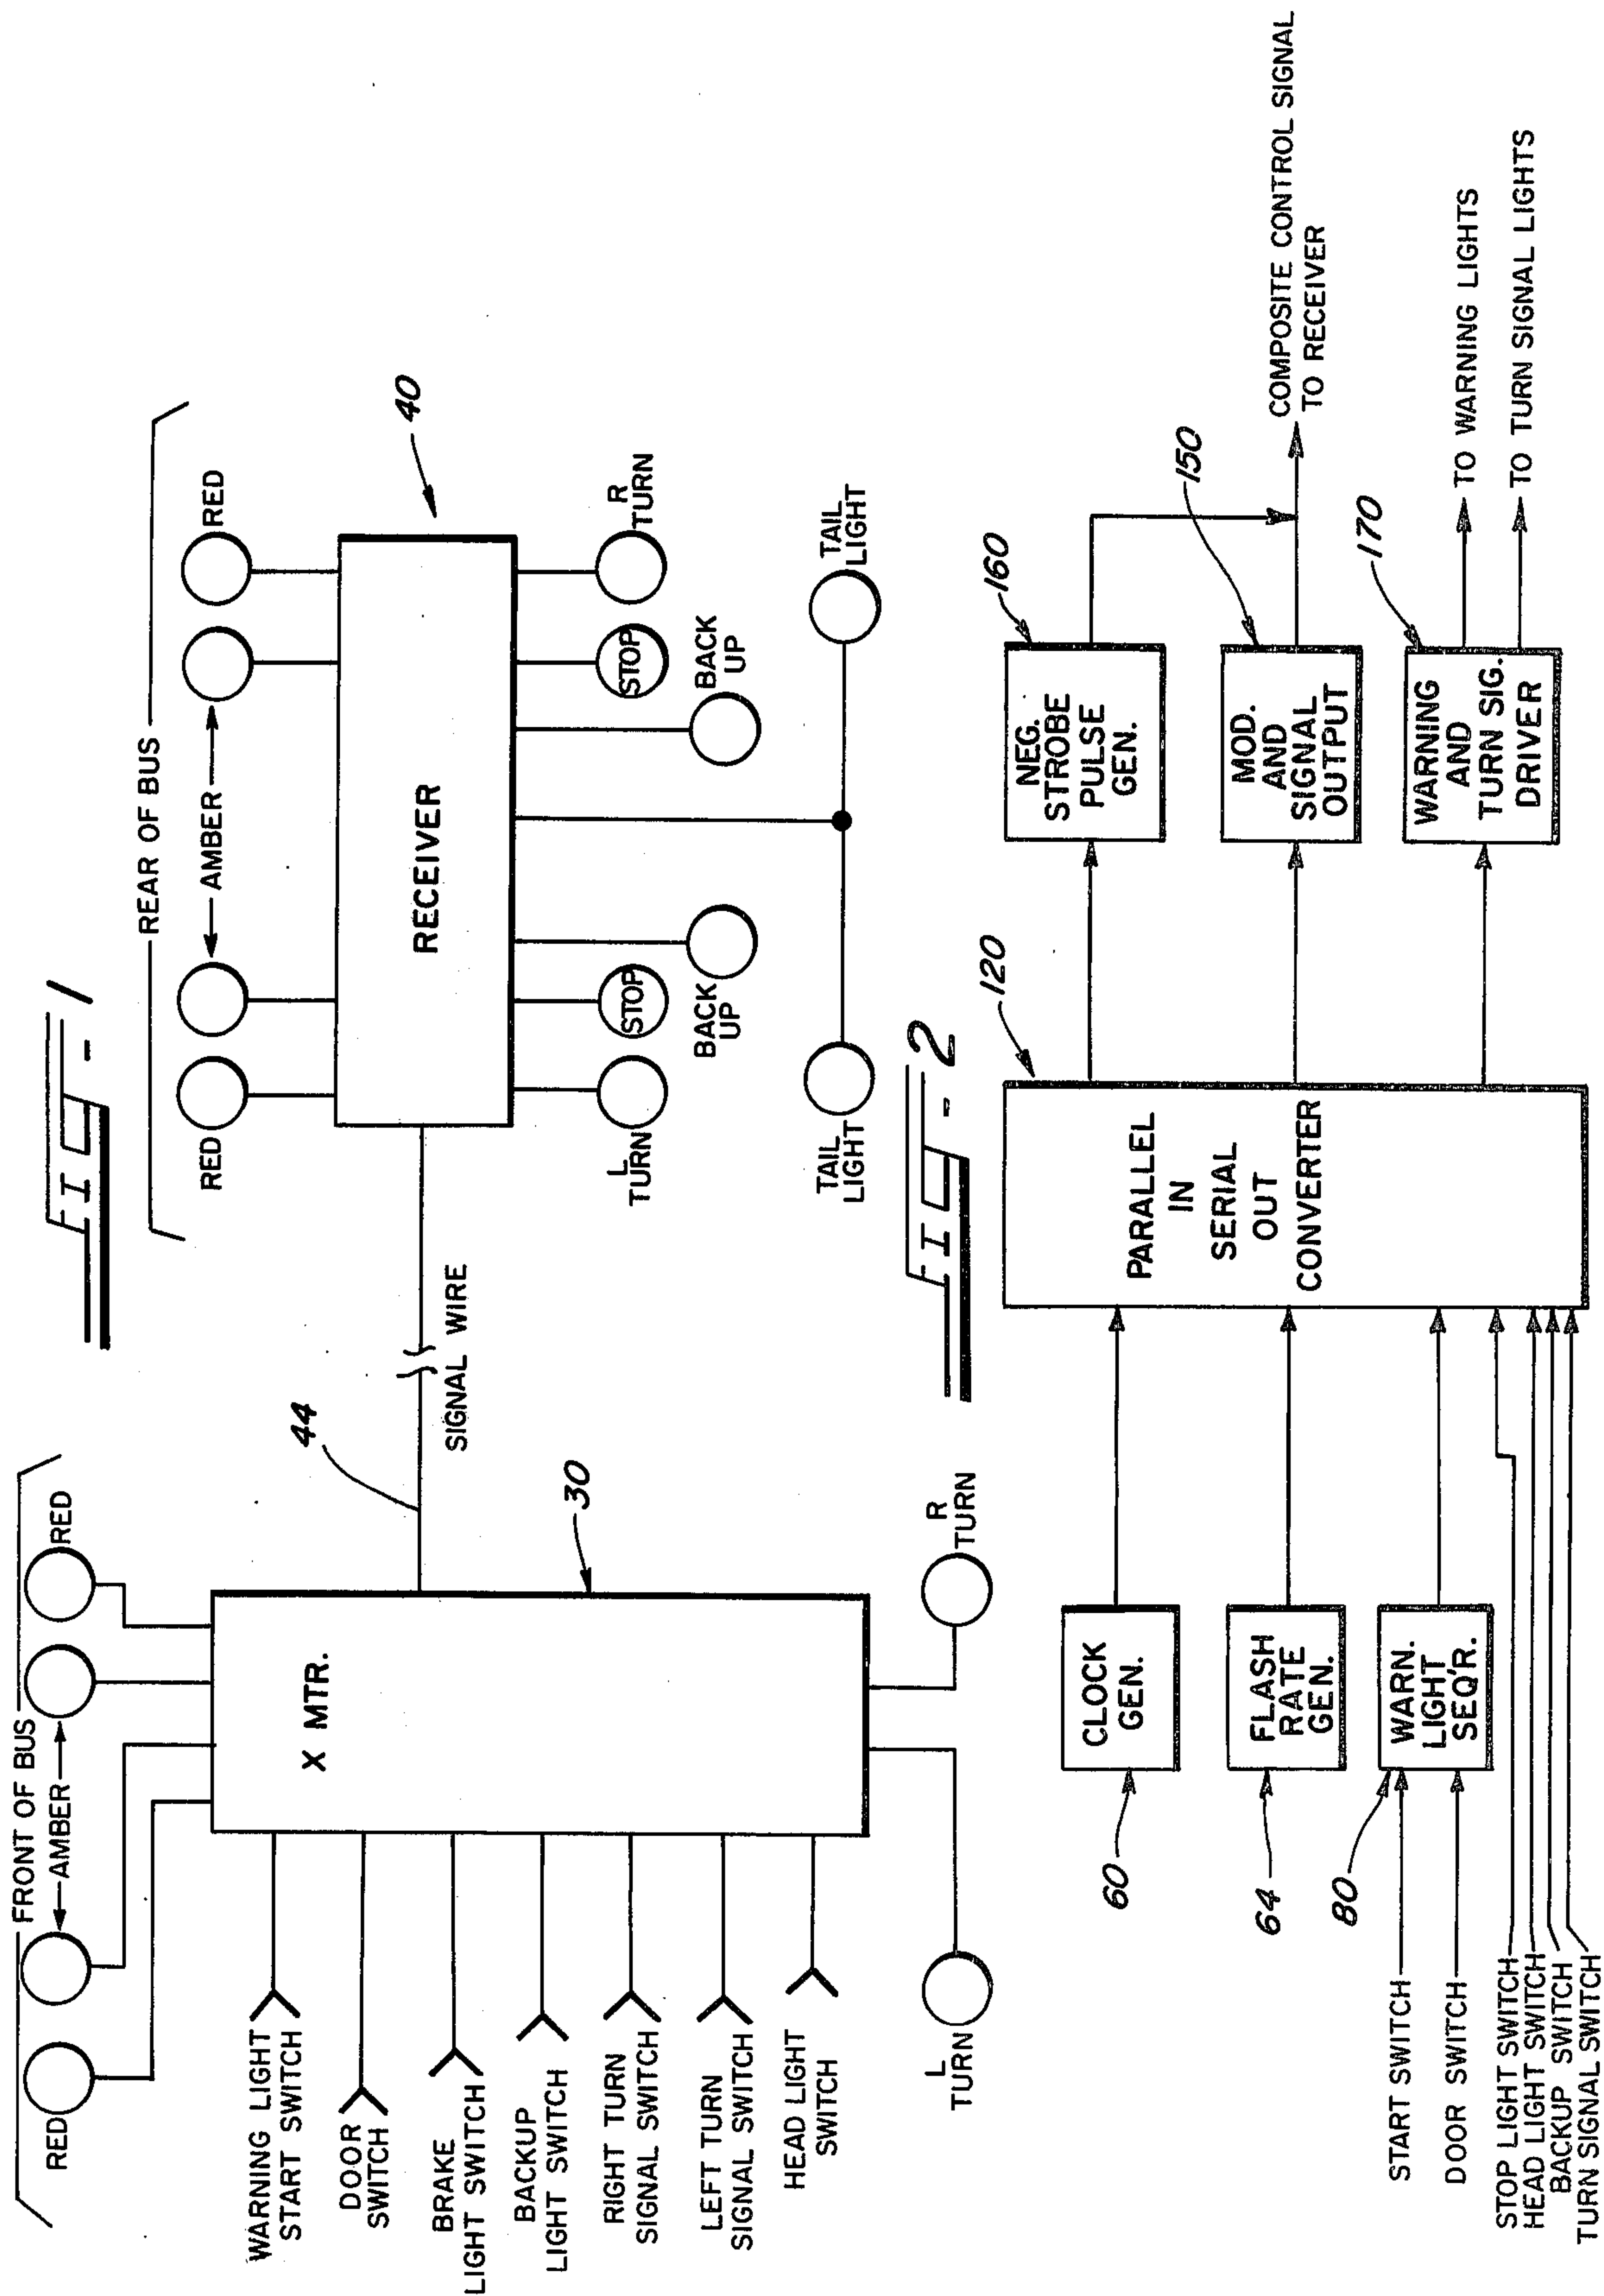 FIG-1
FRONT OF BUS
RED
AMBER
RED
WARNING LIGHT
START SWITCH
DOOR
SWITCH
BRAKE
LIGHT SWITCH
BACKUP
LIGHT SWITCH
RIGHT TURN
SIGNAL SWITCH
LEFT TURN
SIGNAL SWITCH
HEAD LIGHT
SWITCH
X MTR.
30
L
TURN
R
TURN
44
SIGNAL WIRE
REAR OF BUS
RED
AMBER
RED
RECEIVER
40
L
TURN
STOP
BACK
UP
BACK
UP
STOP
R
TURN
TAIL
LIGHT
TAIL
LIGHT
FIG-2
60
CLOCK
GEN.
64
FLASH
RATE
GEN.
80
WARN.
LIGHT
SEQ'R.
START SWITCH
DOOR SWITCH
STOP LIGHT SWITCH
HEAD LIGHT SWITCH
BACKUP SWITCH
TURN SIGNAL SWITCH
120
PARALLEL
IN
SERIAL
OUT
CONVERTER
160
NEG.
STROBE
PULSE
GEN.
150
MOD.
AND
SIGNAL
OUTPUT
170
WARNING
AND
TURN SIG.
DRIVER
COMPOSITE CONTROL SIGNAL
TO RECEIVER
TO WARNING LIGHTS
TO TURN SIGNAL LIGHTS